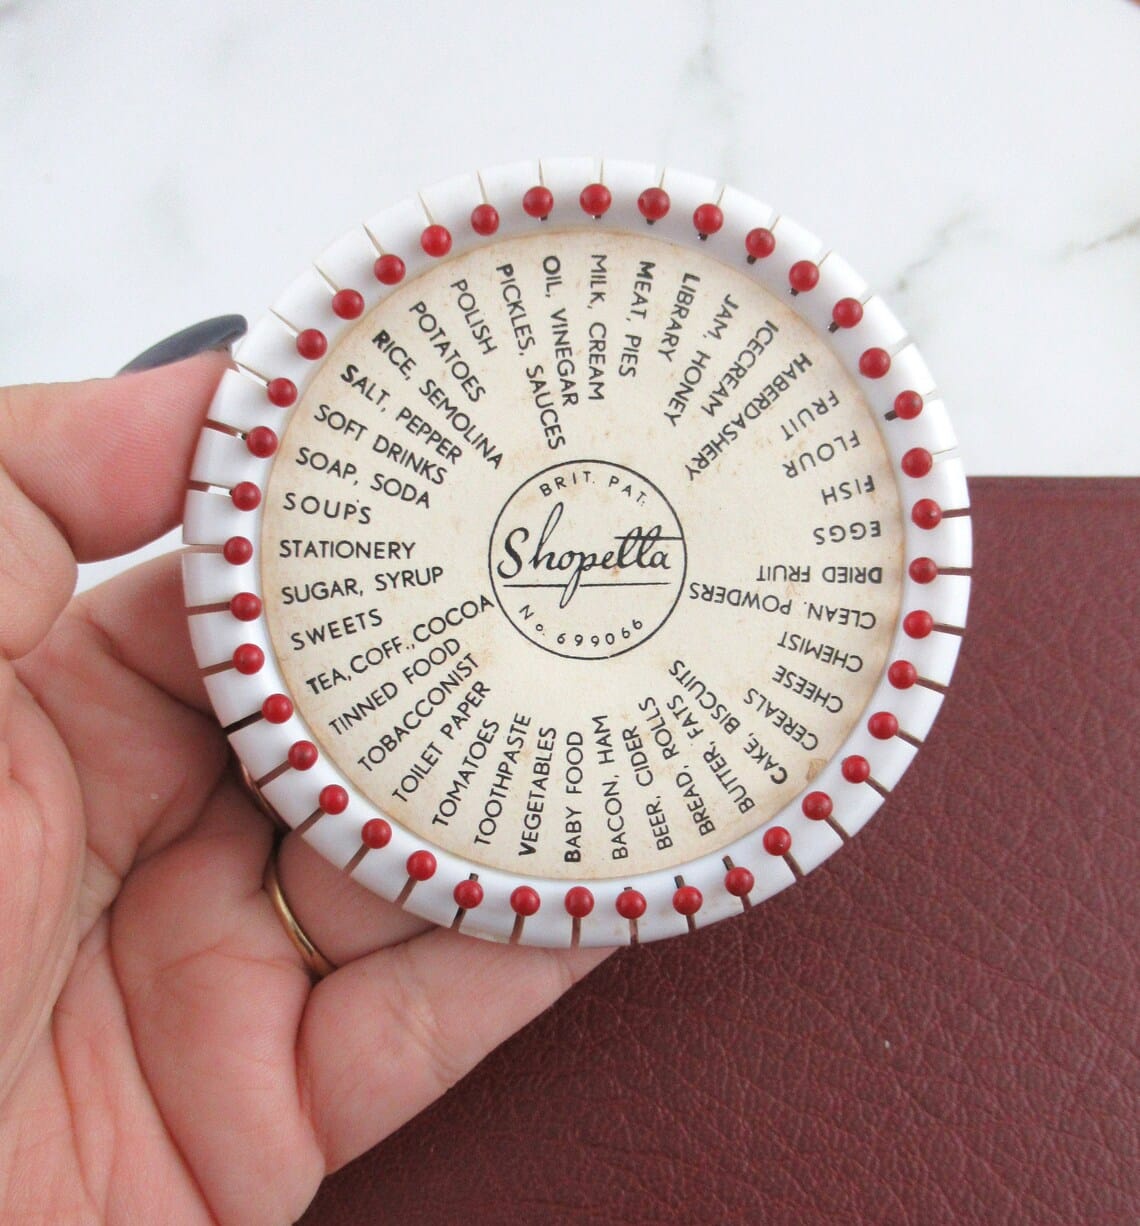 BRIT. PAT.
Shopella
No. 699066
BABY FOOD
BACON, HAM
BEER, CIDER
BREAD, ROLLS
BUTTER, FATS
CAKE, BISCUITS
CEREALS
CHEESE
CHEMIST
CLEAN. POWDERS
DRIED FRUIT
EGGS
FISH
FLOUR
FRUIT
HABERDASHERY
ICECREAM
JAM, HONEY
LIBRARY
MEAT, PIES
MILK, CREAM
OIL, VINEGAR
PICKLES, SAUCES
POLISH
POTATOES
RICE, SEMOLINA
SALT, PEPPER
SOFT DRINKS
SOAP, SODA
SOUPS
STATIONERY
SUGAR, SYRUP
SWEETS
TEA, COFF., COCOA
TINNED FOOD
TOBACCONIST
TOILET PAPER
TOMATOES
TOOTHPASTE
VEGETABLES